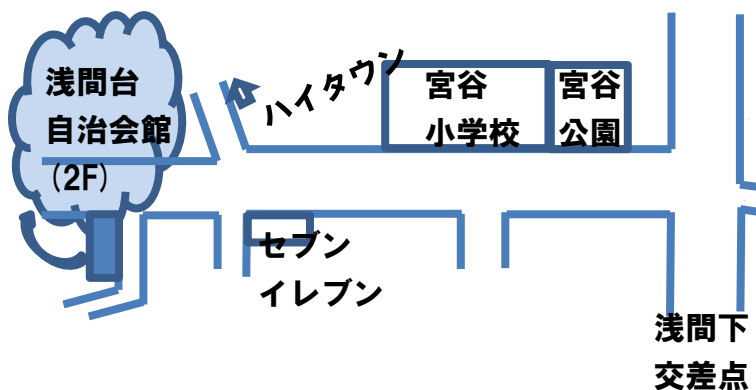 浅間台
自治会館
(2F)
ハイタウン
宮谷
小学校
宮谷
公園
セブン
イレブン
浅間下
交差点